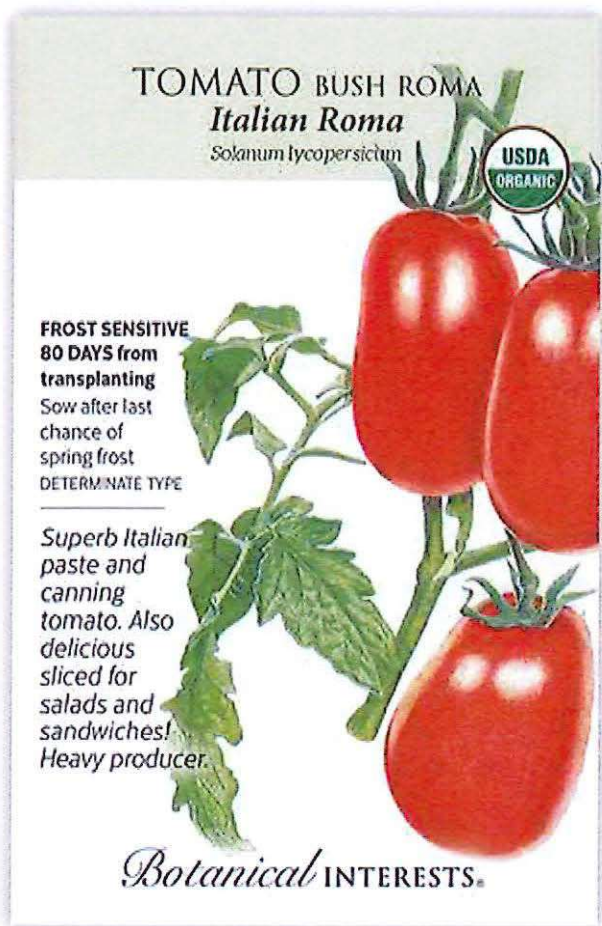 TOMATO BUSH ROMA
Italian Roma
Solanum lycopersicum
USDA
ORGANIC
FROST SENSITIVE
80 DAYS from
transplanting
Sow after last
chance of
spring frost
DETERMINATE TYPE
Superb Italian
paste and
canning
tomato. Also
delicious
sliced for
salads and
sandwiches!
Heavy producer.
Botanical INTERESTS®